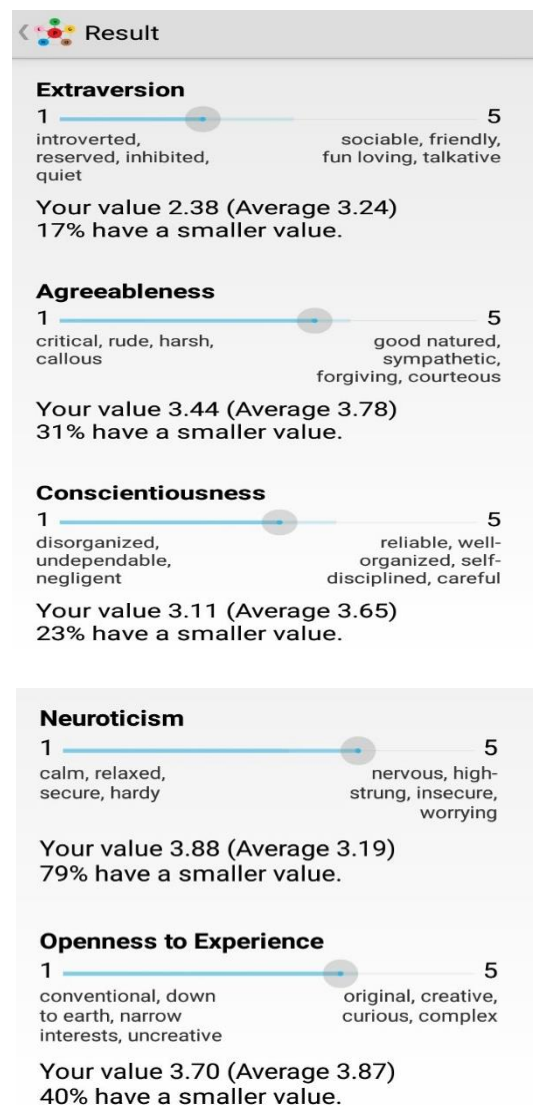 Result
Extraversion
1 5
introverted, sociable, friendly,
reserved, inhibited, fun loving, talkative
quiet
Your value 2.38 (Average 3.24)
17% have a smaller value.
Agreeableness
1 5
critical, rude, harsh, good natured,
callous sympathetic,
forgiving, courteous
Your value 3.44 (Average 3.78)
31% have a smaller value.
Conscientiousness
1 5
disorganized, reliable, well-
undependable, organized, self-
negligent disciplined, careful
Your value 3.11 (Average 3.65)
23% have a smaller value.
Neuroticism
1 5
calm, relaxed, nervous, high-
secure, hardy strung, insecure,
worrying
Your value 3.88 (Average 3.19)
79% have a smaller value.
Openness to Experience
1 5
conventional, down original, creative,
to earth, narrow curious, complex
interests, uncreative
Your value 3.70 (Average 3.87)
40% have a smaller value.